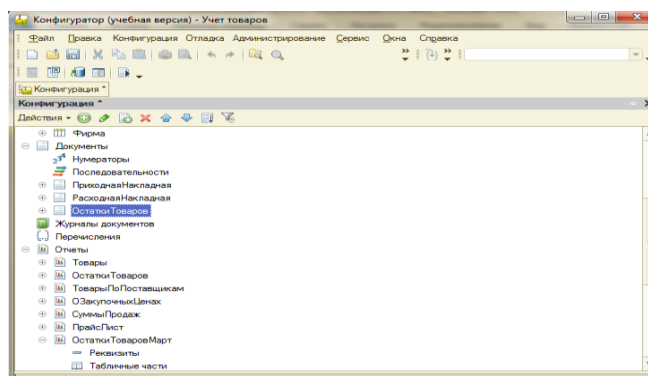 Конфигуратор (учебная версия) - Учет товаров
Файл Правка Конфигурация Отладка Администрирование Сервис Окна Справка
Конфигурация *
Конфигурация *
Действия
Фирма
Документы
Нумераторы
Последовательности
ПриходнаяНакладная
РасходнаяНакладная
ОстаткиТоваров
Журналы документов
Перечисления
Отчеты
Товары
ОстаткиТоваров
ТоварыПоПоставщикам
ОЗакупочныхЦенах
СуммыПродаж
ПрайсЛист
ОстаткиТоваровМарт
Реквизиты
Табличные части